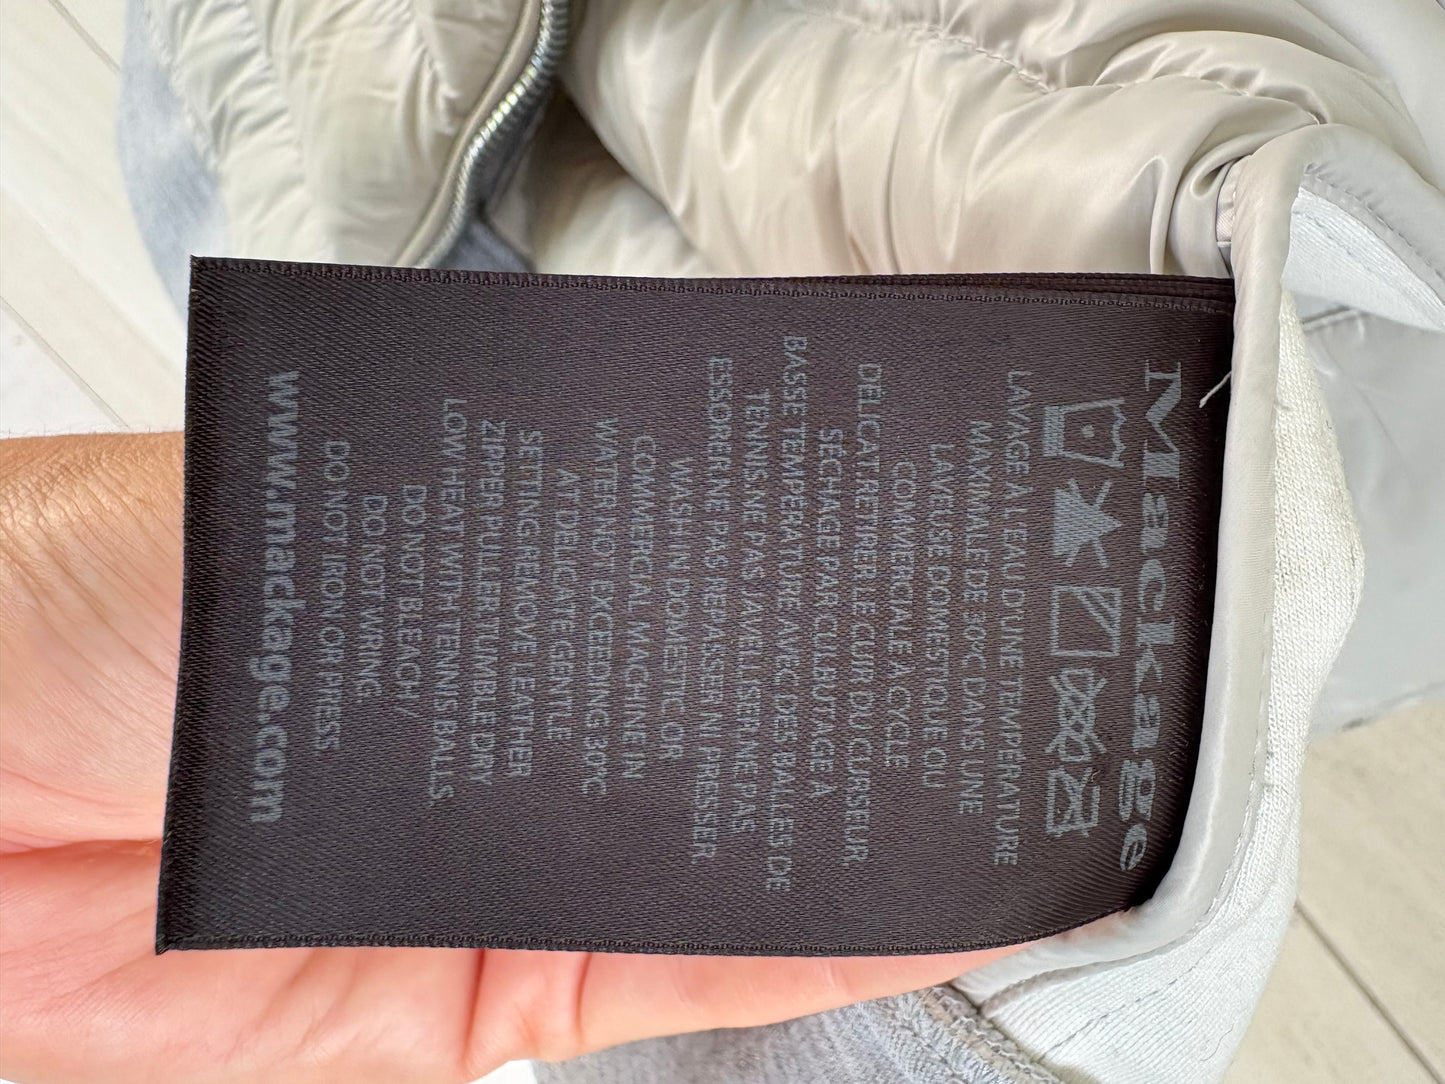 Mackage
LAVAGE À L'EAU D'UNE TEMPERATURE
MAXIMALE DE 30ºC DANS UNE
LAVEUSE DOMESTIQUE OU
COMMERCIALE A CYCLE
DÉLICAT. RETIRER LE CUIR DU CURSEUR
SÉCHAGE PAR CULBUTAGE A
BASSE TEMPERATURE AVEC DES BALLES DE
TENNIS NE PAS JAVELLISER NE PAS
ESSORER NE PAS REPASSER NI PRESSER
WASH IN DOMESTIC OR
COMMERCIAL MACHINE IN
WATER NOT EXCEEDING 30ºC
AT DELICATE GENTLE
SETTING REMOVE LEATHER
ZIPPER PULLER TUMBLE DRY
LOW HEAT WITH TENNIS BALLS
DO NOT BLEACH /
DO NOT WRING
DO NOT IRON OR PRESS
www.mackage.com